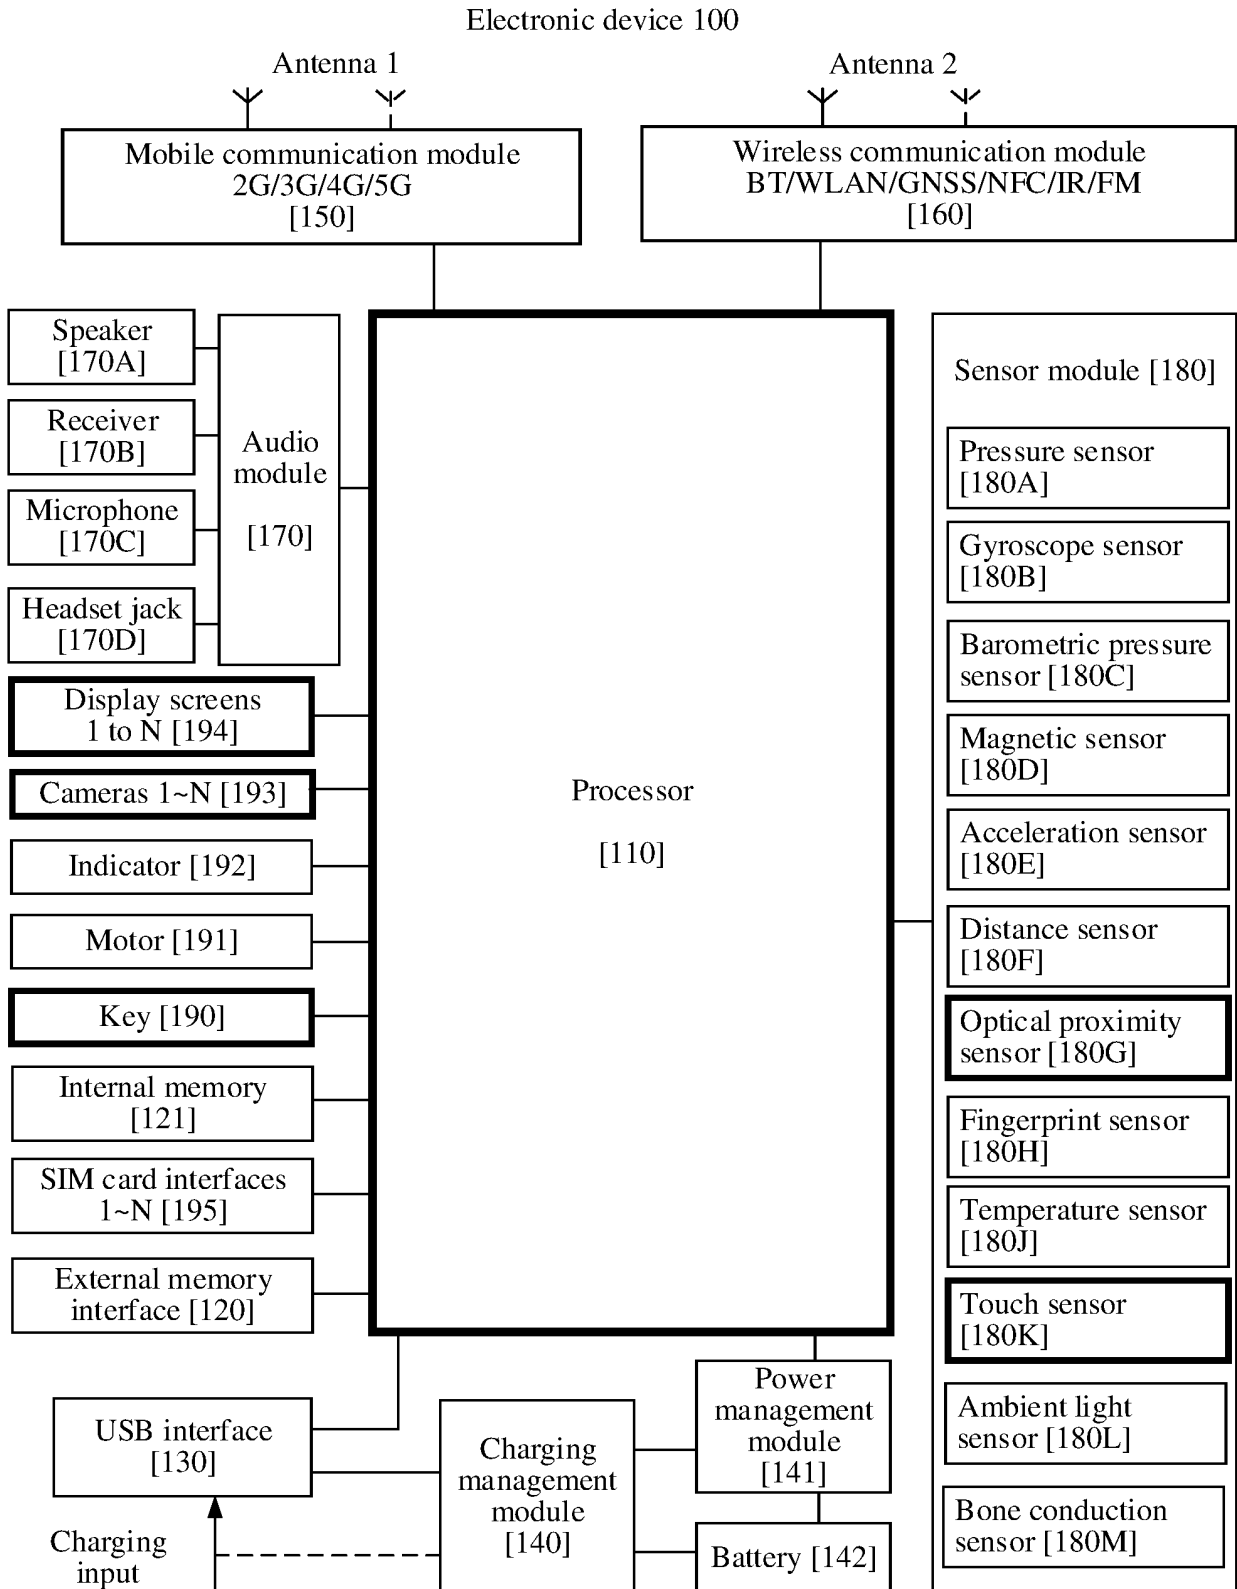 Electronic device 100
Antenna 1
Antenna 2
Mobile communication module
2G/3G/4G/5G
[150]
Wireless communication module
BT/WLAN/GNSS/NFC/IR/FM
[160]
Speaker
[170A]
Receiver
[170B]
Microphone
[170C]
Headset jack
[170D]
Audio
module
[170]
Display screens
1 to N [194]
Cameras 1~N [193]
Indicator [192]
Motor [191]
Key [190]
Internal memory
[121]
SIM card interfaces
1~N [195]
External memory
interface [120]
Processor
[110]
Sensor module [180]
Pressure sensor
[180A]
Gyroscope sensor
[180B]
Barometric pressure
sensor [180C]
Magnetic sensor
[180D]
Acceleration sensor
[180E]
Distance sensor
[180F]
Optical proximity
sensor [180G]
Fingerprint sensor
[180H]
Temperature sensor
[180J]
Touch sensor
[180K]
Ambient light
sensor [180L]
Bone conduction
sensor [180M]
USB interface
[130]
Charging
input
Charging
management
module
[140]
Power
management
module
[141]
Battery [142]